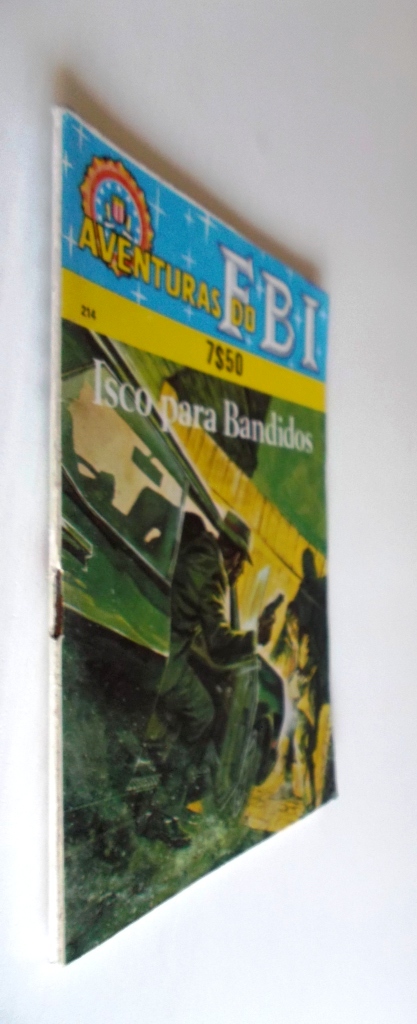 AVENTURAS DO
FBI
214
7$50
Isco para Bandidos